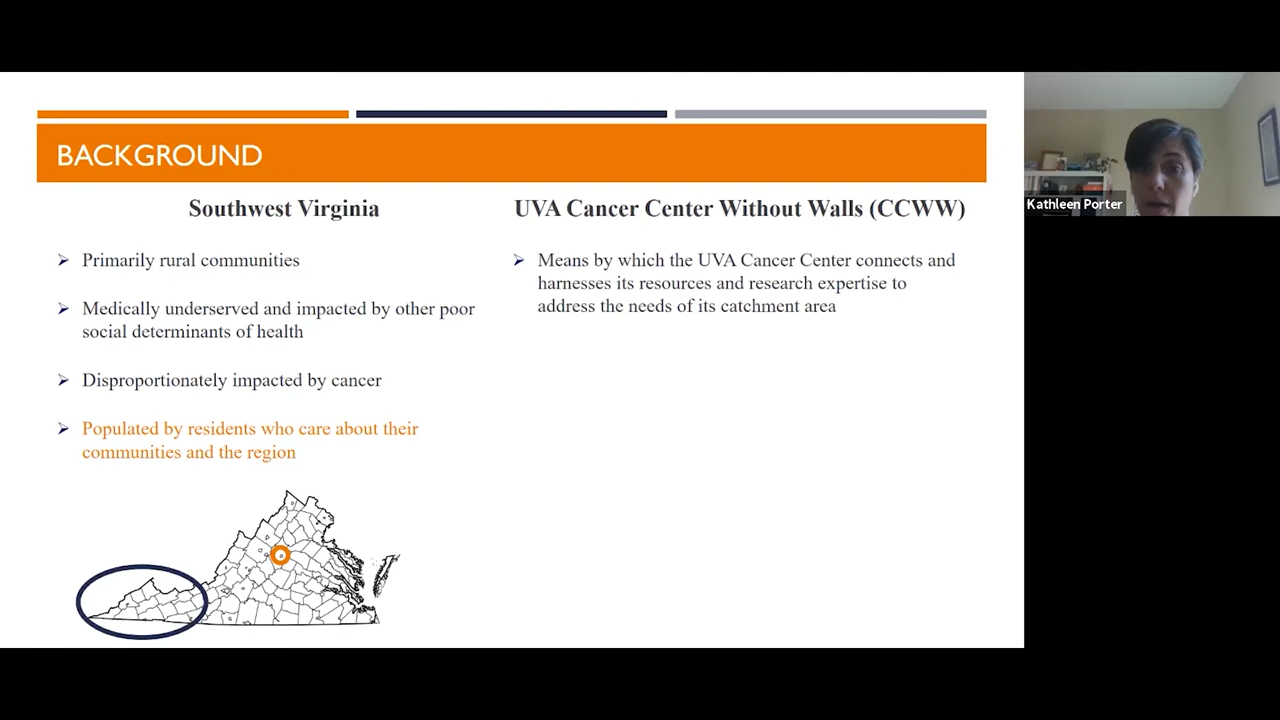 BACKGROUND
Southwest Virginia
Primarily rural communities
Medically underserved and impacted by other poor
social determinants of health
Disproportionately impacted by cancer
Populated by residents who care about their
communities and the region
UVA Cancer Center Without Walls (CCWW)
Means by which the UVA Cancer Center connects and
harnesses its resources and research expertise to
address the needs of its catchment area
Kathleen Porter